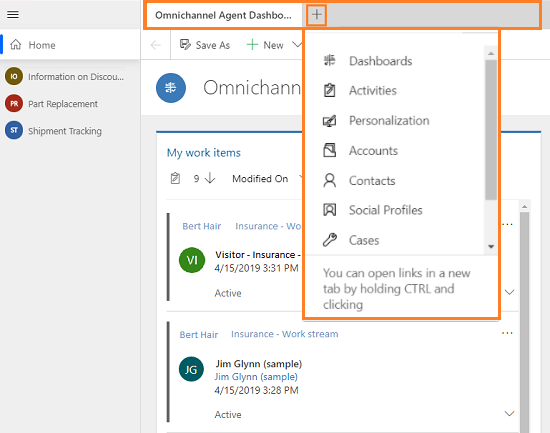 Omnichannel Agent Dashbo...
Home
IO Information on Discou...
PR Part Replacement
ST Shipment Tracking
Save As
New
Omnichann
Dashboards
Activities
Personalization
Accounts
Contacts
Social Profiles
Cases
You can open links in a new
tab by holding CTRL and
clicking
My work items
9 Modified On
Bert Hair Insurance - Work
VI Visitor - Insurance -
4/15/2019 3:31 PM
Active
Bert Hair Insurance - Work stream
JG Jim Glynn (sample)
Jim Glynn (sample)
4/15/2019 3:28 PM
Active